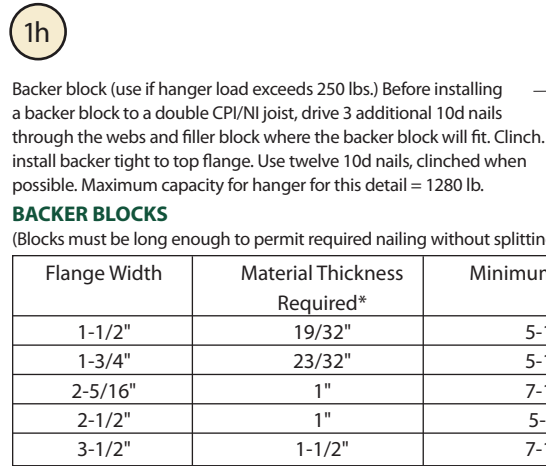 1h
Backer block (use if hanger load exceeds 250 lbs.) Before installing
a backer block to a double CPI/NI joist, drive 3 additional 10d nails
through the webs and filler block where the backer block will fit. Clinch.
install backer tight to top flange. Use twelve 10d nails, clinched when
possible. Maximum capacity for hanger for this detail = 1280 lb.
BACKER BLOCKS
(Blocks must be long enough to permit required nailing without
Flange Width Material Thickness
Required*
1-1/2" 19/32"
1-3/4" 23/32"
2-5/16" 1"
2-1/2" 1"
3-1/2" 1-1/2"